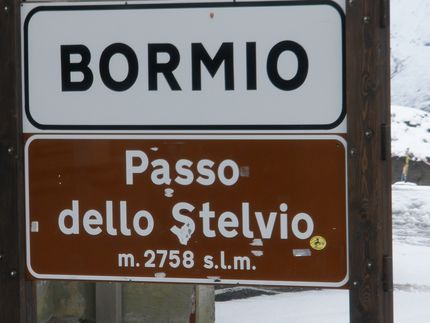 BORMIO
Passo
dello Stelvio
m. 2758 s.l.m.